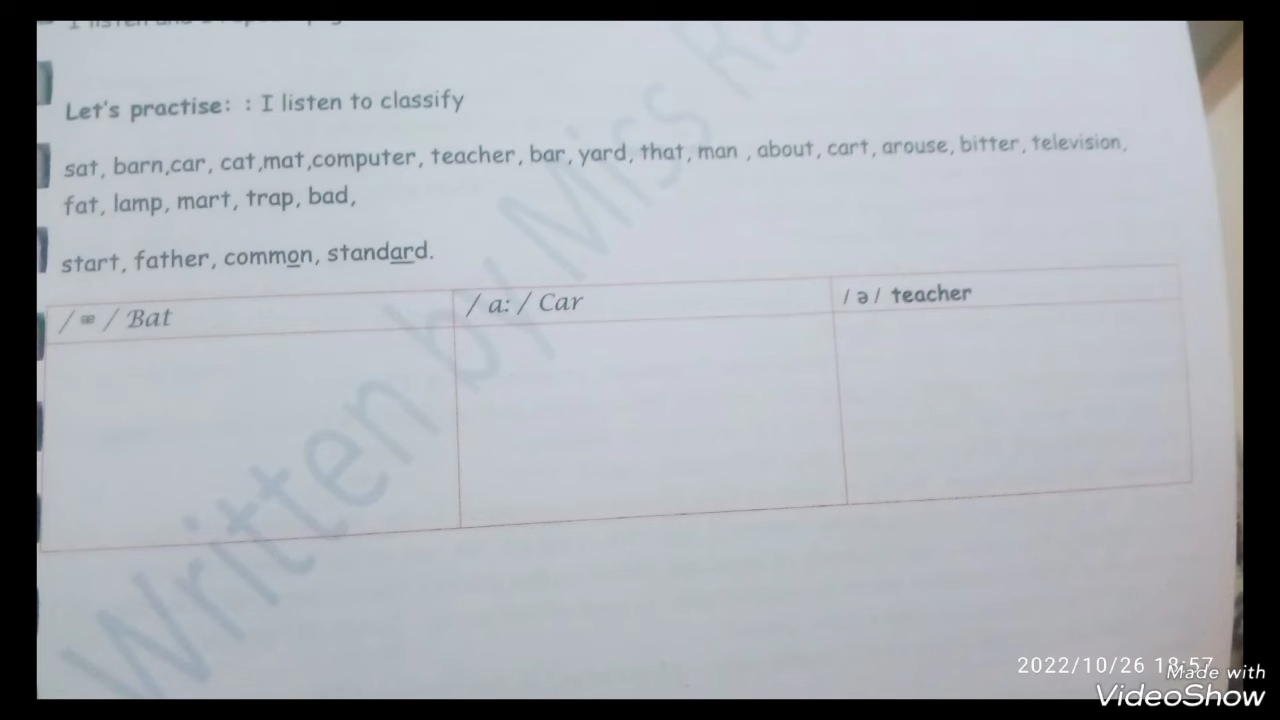 Let's practise: : I listen to classify
sat, barn,car, cat,mat,computer, teacher, bar, yard, that, man , about, cart, arouse, bitter, television,
fat, lamp, mart, trap, bad,
start, father, common, standard.
/ æ / Bat
/ a: / Car
/ ə / teacher
Written by Miss
2022/10/26 18:57
Made with
VideoShow